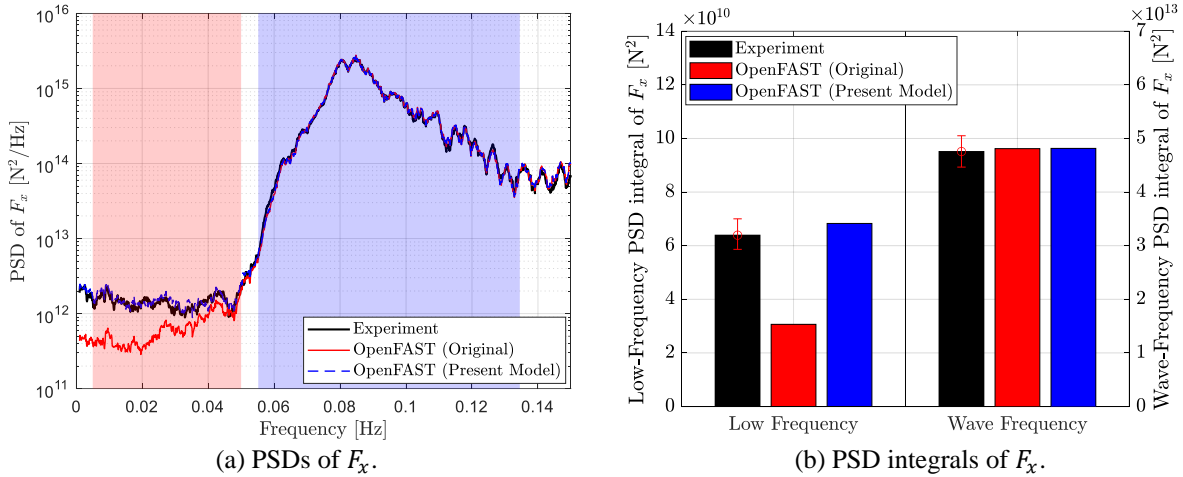 10^16
10^15
10^14
10^13
10^12
10^11
PSD of F_x [N^2/Hz]
Experiment
OpenFAST (Original)
OpenFAST (Present Model)
0 0.02 0.04 0.06 0.08 0.1 0.12 0.14
Frequency [Hz]
(a) PSDs of F_x.
×10^10
×10^13
14
12
10
8
6
4
2
0
Low-Frequency PSD integral of F_x [N^2]
Experiment
OpenFAST (Original)
OpenFAST (Present Model)
7
6
5
4
3
2
1
0
Wave-Frequency PSD integral of F_x [N^2]
Low Frequency Wave Frequency
(b) PSD integrals of F_x.